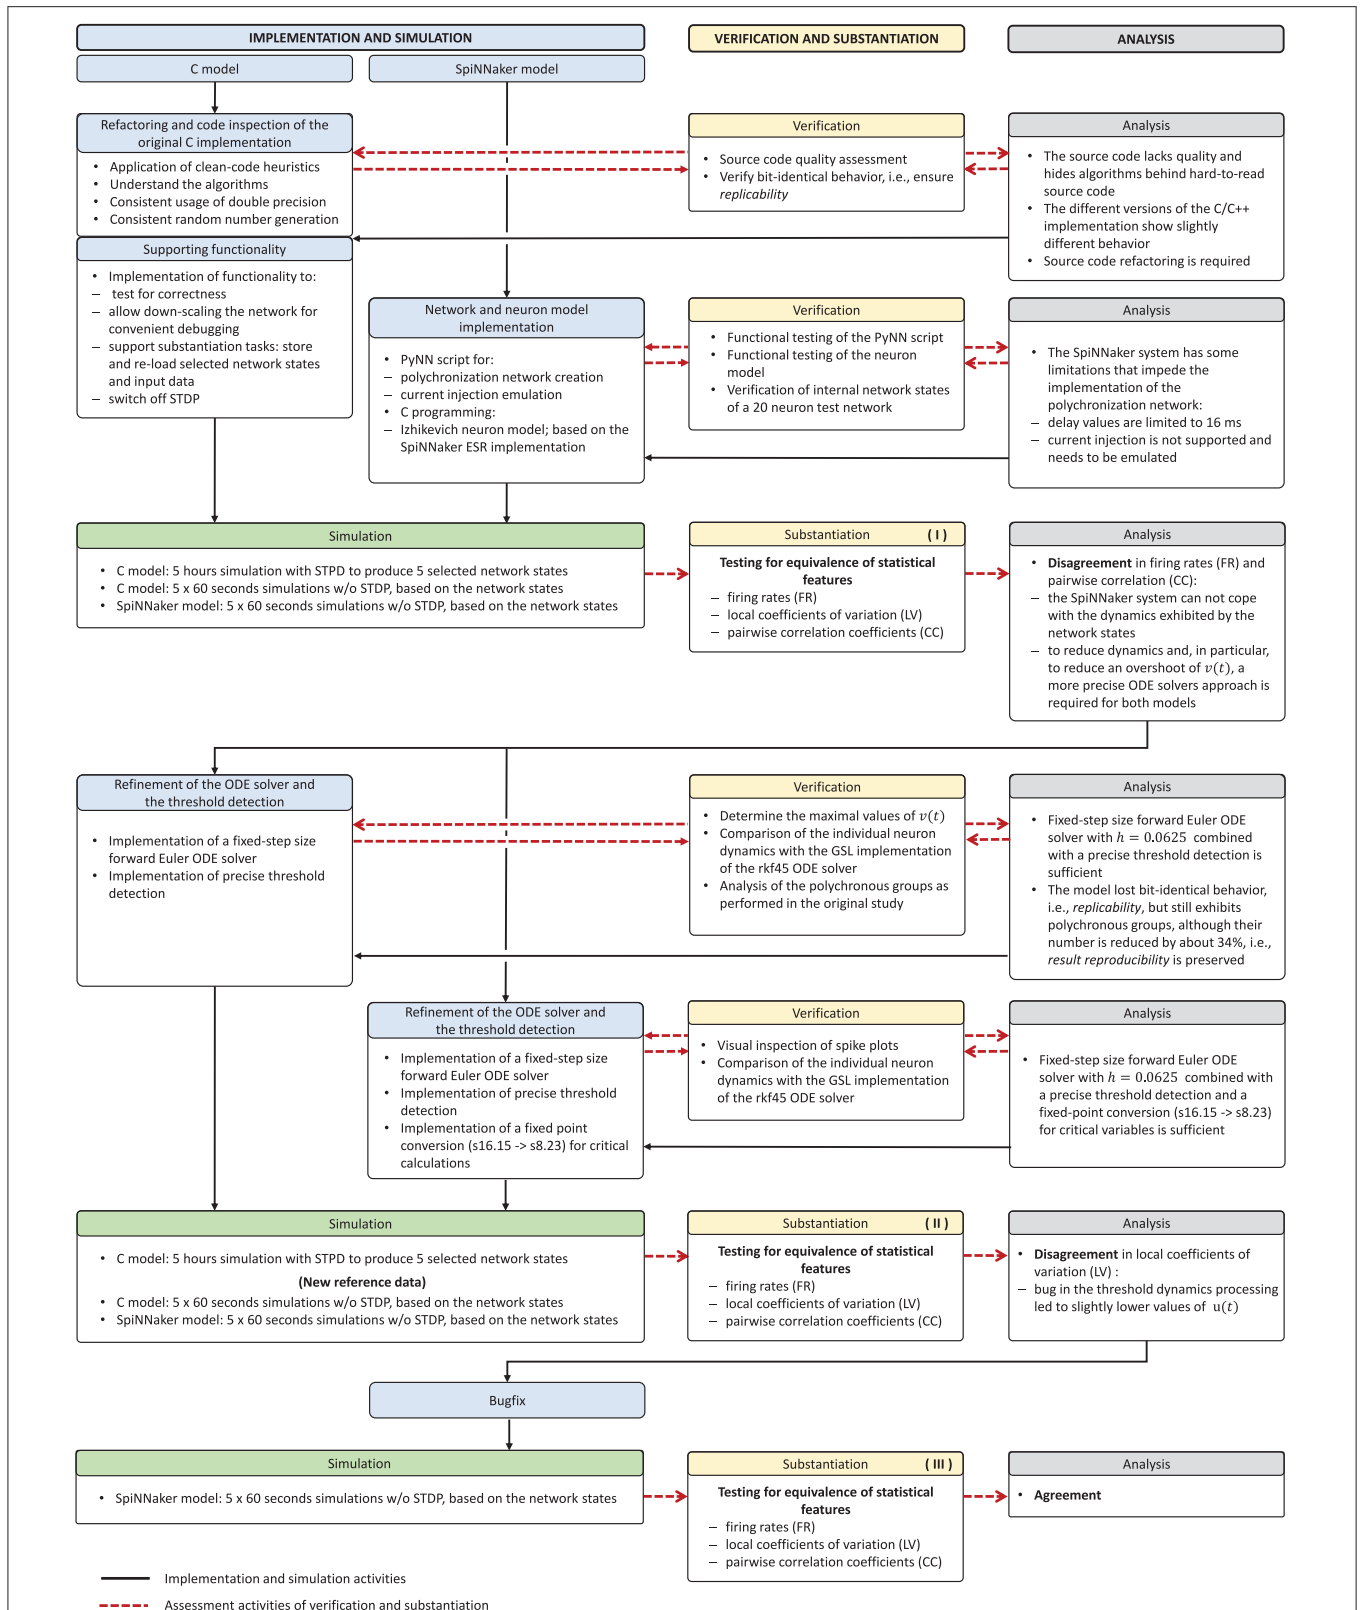 IMPLEMENTATION AND SIMULATION
VERIFICATION AND SUBSTANTIATION
ANALYSIS
C model
SpiNNaker model
Refactoring and code inspection of the
original C implementation
• Application of clean-code heuristics
• Understand the algorithms
• Consistent usage of double precision
• Consistent random number generation
Verification
• Source code quality assessment
• Verify bit-identical behavior, i.e., ensure
replicability
Analysis
• The source code lacks quality and
hides algorithms behind hard-to-read
source code
• The different versions of the C/C++
implementation show slightly
different behavior
• Source code refactoring is required
Supporting functionality
• Implementation of functionality to:
– test for correctness
– allow down-scaling the network for
convenient debugging
– support substantiation tasks: store
and re-load selected network states
and input data
– switch off STDP
Network and neuron model
implementation
• PyNN script for:
– polychronization network creation
– current injection emulation
• C programming:
– Izhikevich neuron model; based on the
SpiNNaker ESR implementation
Verification
• Functional testing of the PyNN script
• Functional testing of the neuron
model
• Verification of internal network states
of a 20 neuron test network
Analysis
• The SpiNNaker system has some
limitations that impede the
implementation of the
polychronization network:
– delay values are limited to 16 ms
– current injection is not supported and
needs to be emulated
Simulation
• C model: 5 hours simulation with STPD to produce 5 selected network states
• C model: 5 x 60 seconds simulations w/o STDP, based on the network states
• SpiNNaker model: 5 x 60 seconds simulations w/o STDP, based on the network states
Substantiation ( I )
Testing for equivalence of statistical
features
– firing rates (FR)
– local coefficients of variation (LV)
– pairwise correlation coefficients (CC)
Analysis
• Disagreement in firing rates (FR) and
pairwise correlation (CC):
– the SpiNNaker system can not cope
with the dynamics exhibited by the
network states
– to reduce dynamics and, in particular,
to reduce an overshoot of v(t), a
more precise ODE solvers approach is
required for both models
Refinement of the ODE solver and
the threshold detection
• Implementation of a fixed-step size
forward Euler ODE solver
• Implementation of precise threshold
detection
Verification
• Determine the maximal values of v(t)
• Comparison of the individual neuron
dynamics with the GSL implementation
of the rkf45 ODE solver
• Analysis of the polychronous groups as
performed in the original study
Analysis
• Fixed-step size forward Euler ODE
solver with h = 0.0625 combined
with a precise threshold detection is
sufficient
• The model lost bit-identical behavior,
i.e., replicability, but still exhibits
polychronous groups, although their
number is reduced by about 34%, i.e.,
result reproducibility is preserved
Refinement of the ODE solver and
the threshold detection
• Implementation of a fixed-step size
forward Euler ODE solver
• Implementation of precise threshold
detection
• Implementation of a fixed point
conversion (s16.15 -> s8.23) for critical
calculations
Verification
• Visual inspection of spike plots
• Comparison of the individual neuron
dynamics with the GSL implementation
of the rkf45 ODE solver
Analysis
• Fixed-step size forward Euler ODE
solver with h = 0.0625 combined with
a precise threshold detection and a
fixed-point conversion (s16.15 -> s8.23)
for critical variables is sufficient
Simulation
• C model: 5 hours simulation with STPD to produce 5 selected network states
(New reference data)
• C model: 5 x 60 seconds simulations w/o STDP, based on the network states
• SpiNNaker model: 5 x 60 seconds simulations w/o STDP, based on the network states
Substantiation ( II )
Testing for equivalence of statistical
features
– firing rates (FR)
– local coefficients of variation (LV)
– pairwise correlation coefficients (CC)
Analysis
• Disagreement in local coefficients of
variation (LV) :
– bug in the threshold dynamics processing
led to slightly lower values of u(t)
Bugfix
Simulation
• SpiNNaker model: 5 x 60 seconds simulations w/o STDP, based on the network states
Substantiation ( III )
Testing for equivalence of statistical
features
– firing rates (FR)
– local coefficients of variation (LV)
– pairwise correlation coefficients (CC)
Analysis
• Agreement
Implementation and simulation activities
Assessment activities of verification and substantiation